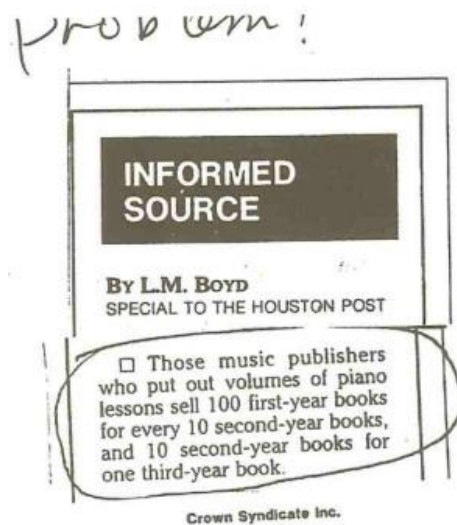 problem!
INFORMED
SOURCE
BY L.M. BOYD
SPECIAL TO THE HOUSTON POST
□ Those music publishers
who put out volumes of piano
lessons sell 100 first-year books
for every 10 second-year books,
and 10 second-year books for
one third-year book.
Crown Syndicate Inc.